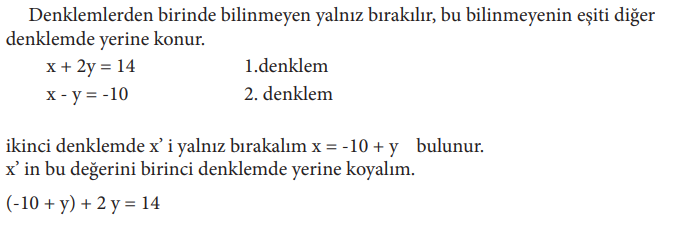 Denklemlerden birinde bilinmeyen yalnız bırakılır, bu bilinmeyenin eşiti diğer
denklemde yerine konur.
x + 2y = 14 1.denklem
x - y = -10 2. denklem
ikinci denklemde x' i yalnız bırakalım x = -10 + y bulunur.
x' in bu değerini birinci denklemde yerine koyalım.
(-10 + y) + 2 y = 14